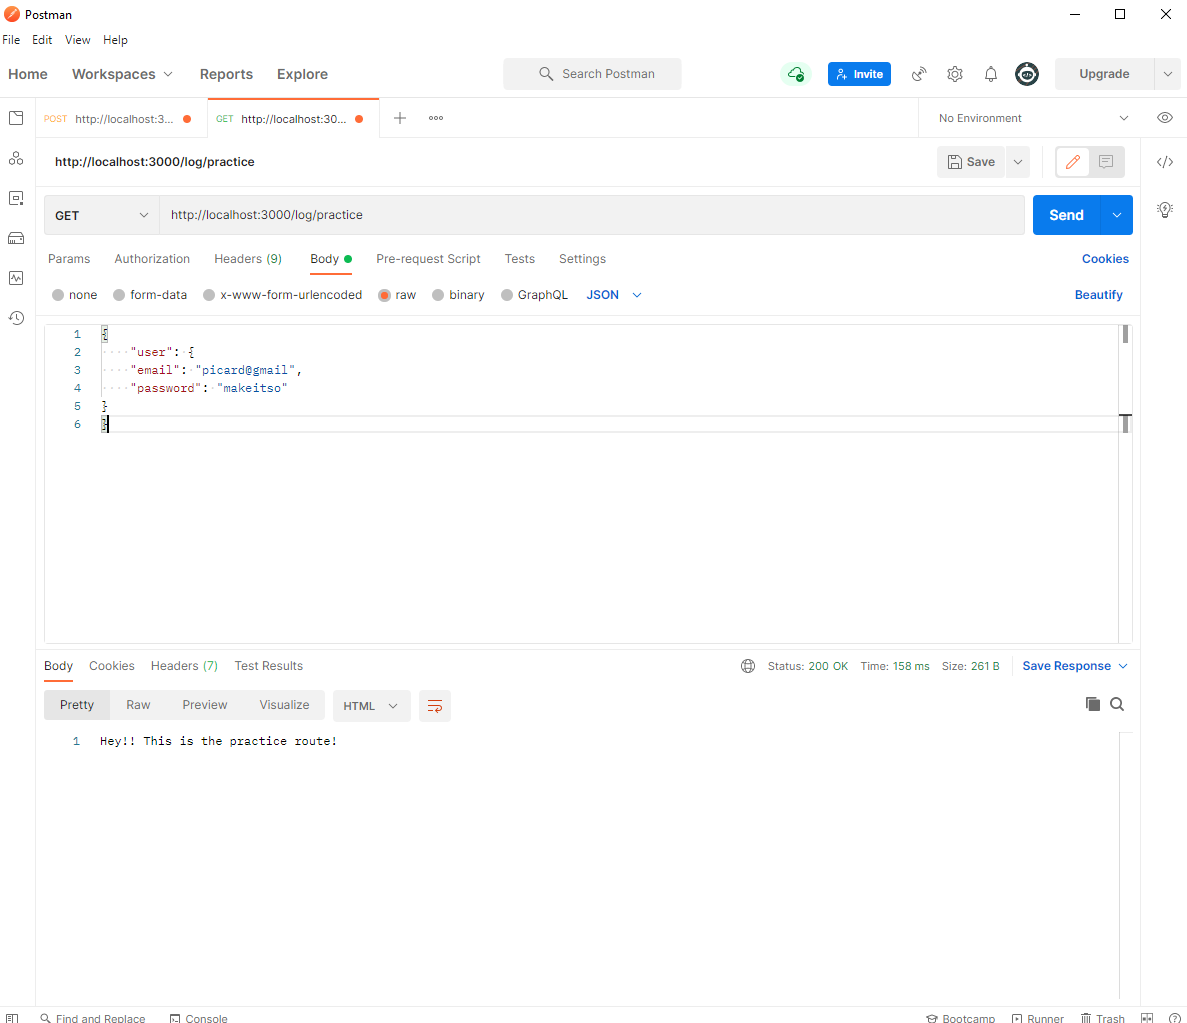 Postman
File Edit View Help
Home Workspaces Reports Explore Search Postman Invite Upgrade
POST http://localhost:3... GET http://localhost:30... No Environment
http://localhost:3000/log/practice Save
GET http://localhost:3000/log/practice Send
Params Authorization Headers (9) Body Pre-request Script Tests Settings Cookies
none form-data x-www-form-urlencoded raw binary GraphQL JSON Beautify
1 {
2 "user": {
3 "email": "picard@gmail",
4 "password": "makeitso"
5 }
6 }
Body Cookies Headers (7) Test Results Status: 200 OK Time: 158 ms Size: 261 B Save Response
Pretty Raw Preview Visualize HTML
1 Hey!! This is the practice route!
Find and Replace Console Bootcamp Runner Trash